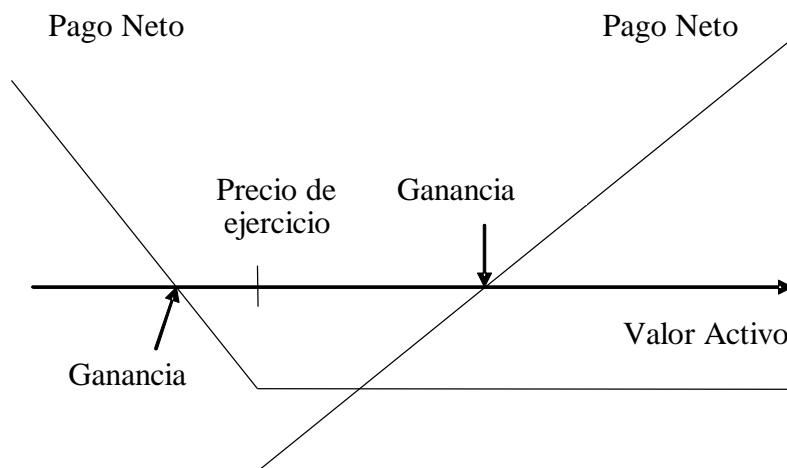 Pago Neto
Pago Neto
Precio de
ejercicio
Ganancia
Valor Activo
Ganancia